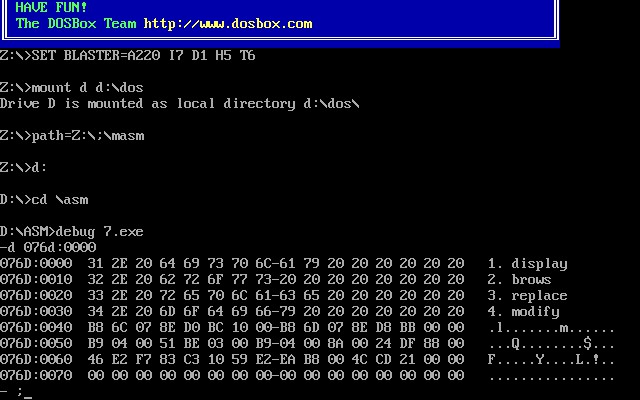 HAVE FUN!
The DOSBox Team http://www.dosbox.com
Z:\>SET BLASTER=A220 I7 D1 H5 T6
Z:\>mount d d:\dos
Drive D is mounted as local directory d:\dos\
Z:\>path=Z:\;\masm
Z:\>d:
D:\>cd \asm
D:\ASM>debug 7.exe
-d 076d:0000
076D:0000  31 2E 20 64 69 73 70 6C-61 79 20 20 20 20 20 20   1. display
076D:0010  32 2E 20 62 72 6F 77 73-20 20 20 20 20 20 20 20   2. brows
076D:0020  33 2E 20 72 65 70 6C 61-63 65 20 20 20 20 20 20   3. replace
076D:0030  34 2E 20 6D 6F 64 69 66-79 20 20 20 20 20 20 20   4. modify
076D:0040  B8 6C 07 8E D0 BC 10 00-B8 6D 07 8E D8 BB 00 00   .l.......m......
076D:0050  B9 04 00 51 BE 03 00 B9-04 00 8A 00 24 DF 88 00   ...Q........$...
076D:0060  46 E2 F7 83 C3 10 59 E2-EA B8 00 4C CD 21 00 00   F.....Y....L.!..
076D:0070  00 00 00 00 00 00 00 00-00 00 00 00 00 00 00 00   ................
- ;_